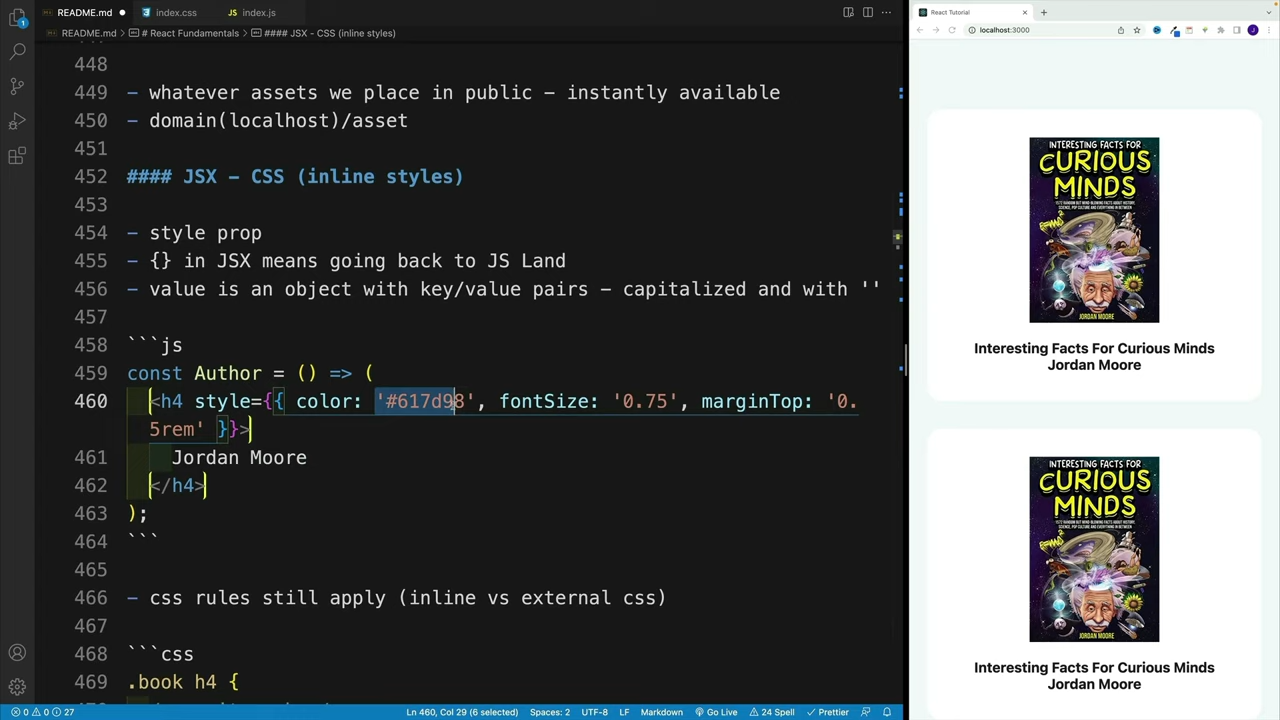 README.md
index.css
JS index.js
README.md > # React Fundamentals > #### JSX - CSS (inline styles)
448
449 - whatever assets we place in public - instantly available
450 - domain(localhost)/asset
451
452 #### JSX - CSS (inline styles)
453
454 - style prop
455 - {} in JSX means going back to JS Land
456 - value is an object with key/value pairs - capitalized and with ''
457
458 ```js
459 const Author = () => (
460 <h4 style={{ color: '#617d98', fontSize: '0.75', marginTop: '0.
5rem' }}>
461 Jordan Moore
462 </h4>
463 );
464 ```
465
466 - css rules still apply (inline vs external css)
467
468 ```css
469 .book h4 {
0 0 27
Ln 460, Col 29 (6 selected)
Spaces: 2
UTF-8
LF
Markdown
Go Live
24 Spell
Prettier
1
React Tutorial
localhost:3000
J
INTERESTING FACTS FOR
CURIOUS
MINDS
JORDAN MOORE
Interesting Facts For Curious Minds
Jordan Moore
INTERESTING FACTS FOR
CURIOUS
MINDS
JORDAN MOORE
Interesting Facts For Curious Minds
Jordan Moore